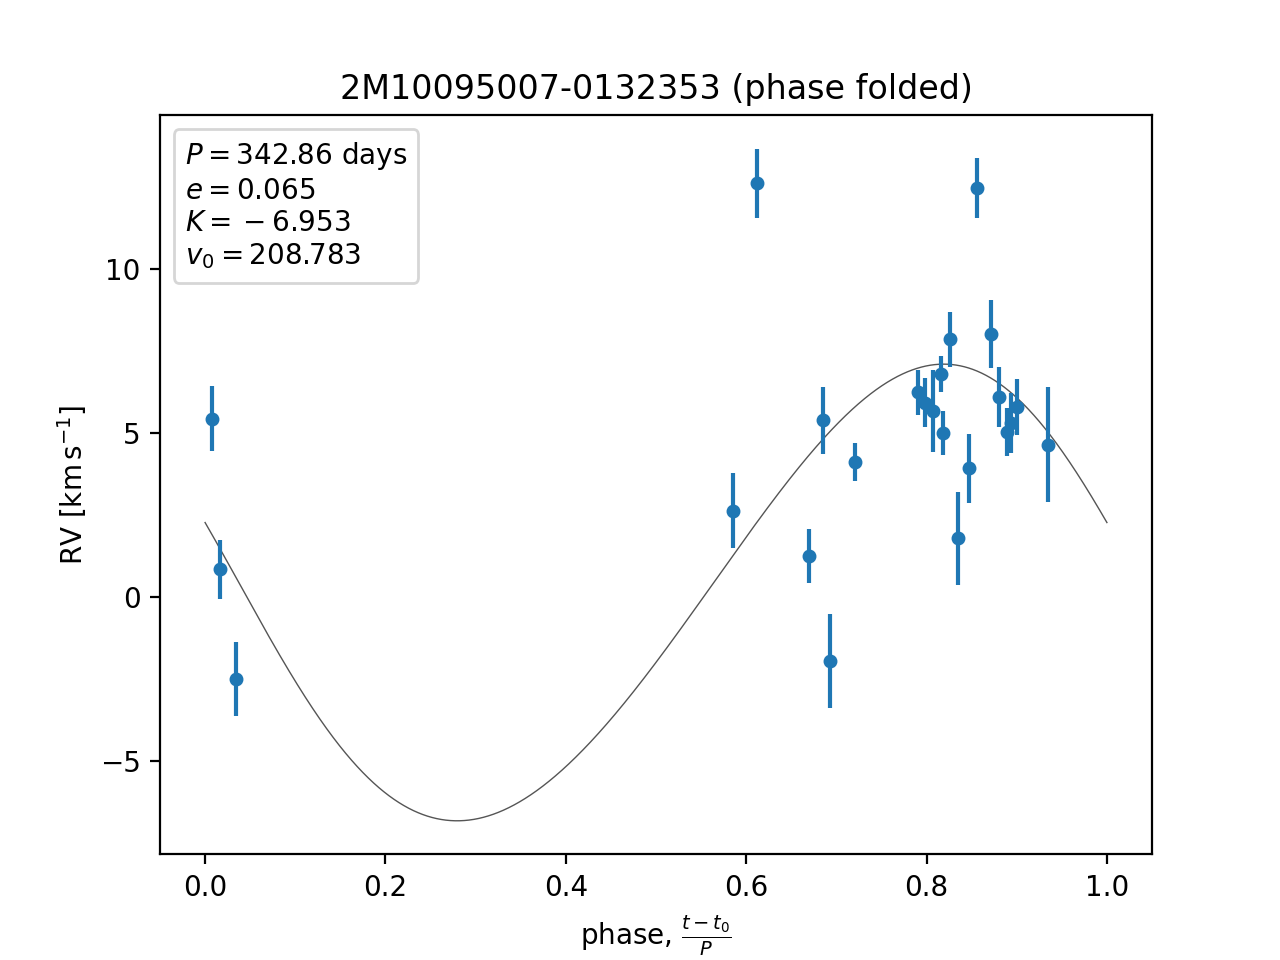 2M10095007-0132353 (phase folded)
P = 342.86 days
e = 0.065
K = −6.953
v₀ = 208.783
RV [km s⁻¹]
10
5
0
−5
0.0 0.2 0.4 0.6 0.8 1.0
phase, (t − t₀)/P